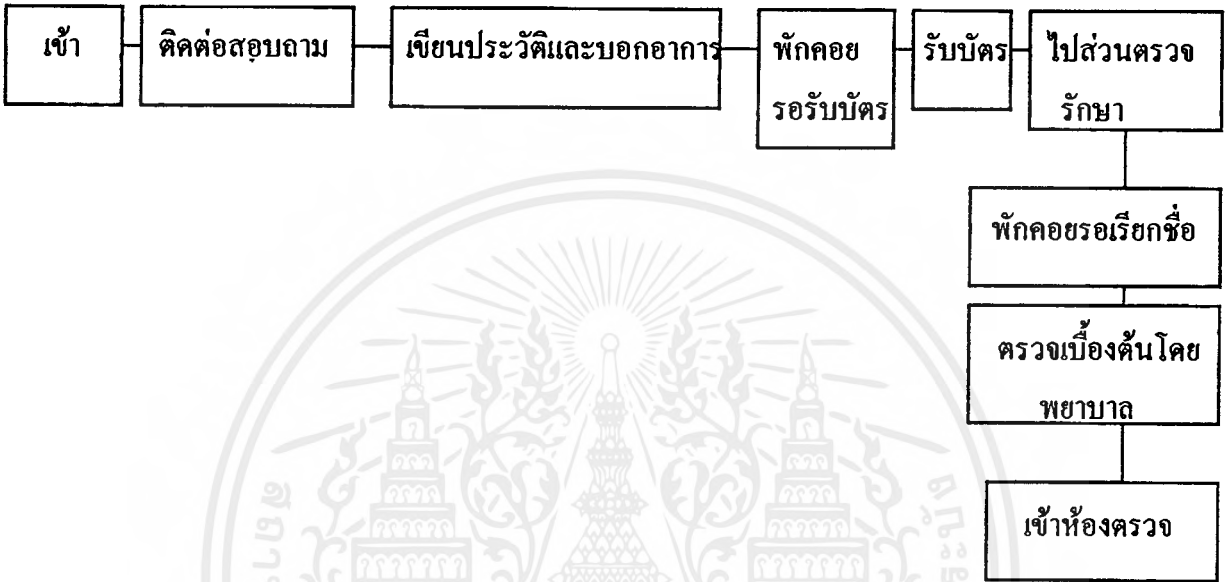 เข้า
ติดต่อสอบถาม
เขียนประวัติและบอกอาการ
พักคอย
รอรับบัตร
รับบัตร
ไปส่วนตรวจ
รักษา
พักคอยรอเรียกชื่อ
ตรวจเบื้องต้นโดย
พยาบาล
เข้าห้องตรวจ